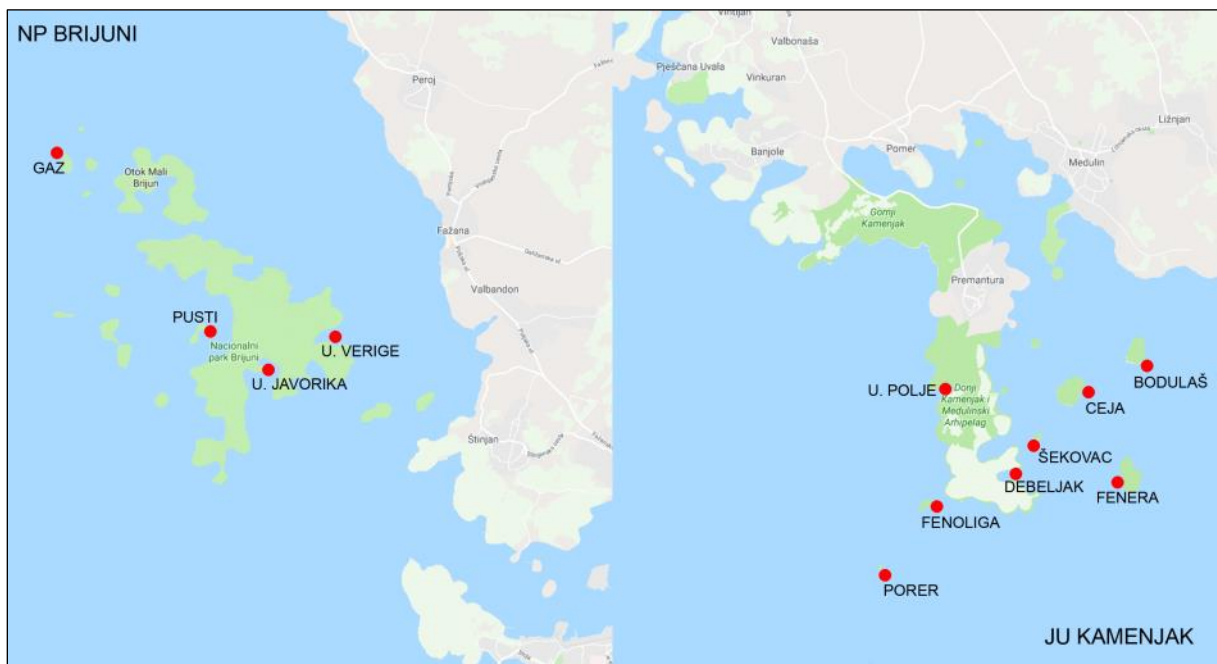 NP BRIJUNI
Peroj
GAZ
Otok Mali
Brijun
Fažana
Valbandon
PUSTI
Nacionalni
park Brijuni
U. VERIGE
U. JAVORIKA
Štinjan
Vintijan
Valbonaša
Pješčana Uvala
Vinkuran
Banjole
Pomer
Ližnjan
Medulin
Gornji
Kamenjak
Premantura
BODULAŠ
U. POLJE
Donji
Kamenjak i
Medulinski
Arhipelag
CEJA
ŠEKOVAC
DEBELJAK
FENERA
FENOLIGA
PORER
JU KAMENJAK